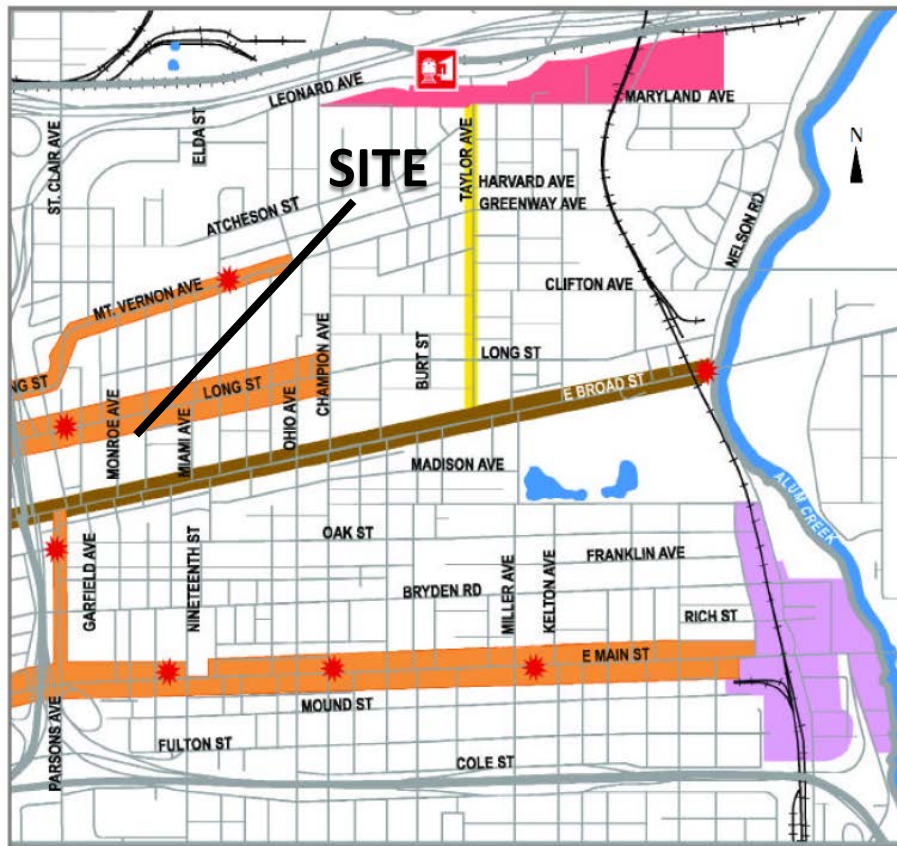 LEONARD AVE
MARYLAND AVE
ST. CLAIR AVE
ELDA ST
TAYLOR AVE
N
SITE
HARVARD AVE
GREENWAY AVE
ATCHESON ST
NELSON RD
MT. VERNON AVE
CLIFTON AVE
NG ST
LONG ST
CHAMPION AVE
BURT ST
LONG ST
E BROAD ST
MONROE AVE
MIAMI AVE
OHIO AVE
MADISON AVE
ALUM CREEK
OAK ST
GARFIELD AVE
NINETEENTH ST
FRANKLIN AVE
BRYDEN RD
MILLER AVE
KELTON AVE
RICH ST
E MAIN ST
MOUND ST
PARSONS AVE
FULTON ST
COLE ST